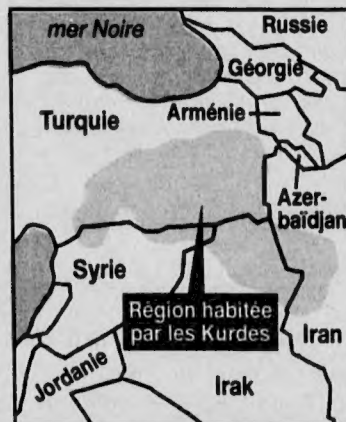 mer Noire
Russie
Géorgie
Arménie
Turquie
Azer-
baïdjan
Syrie
Région habitée
par les Kurdes
Iran
Jordanie
Irak